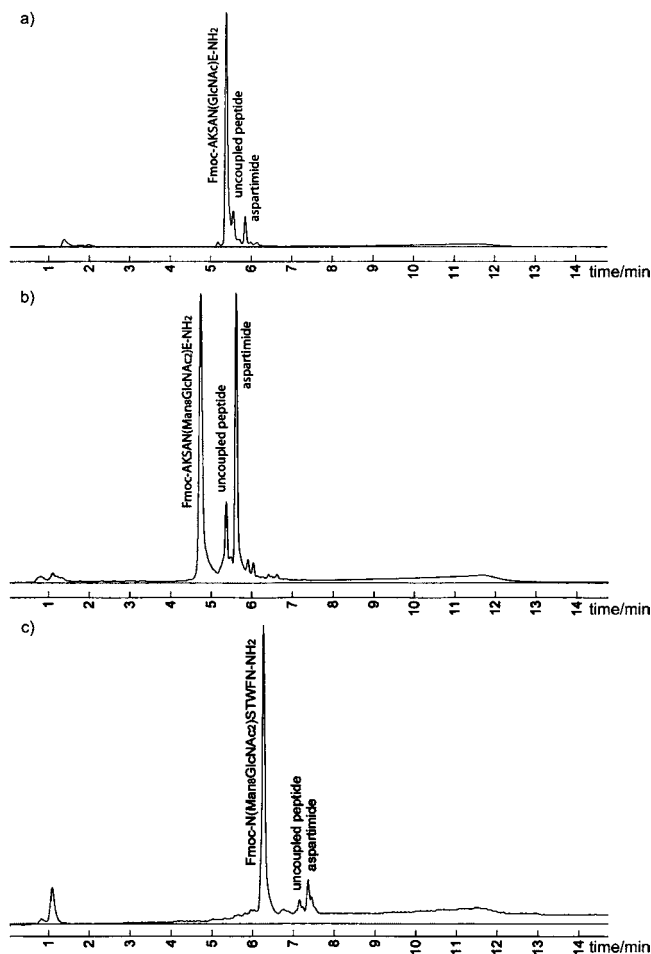 a)
Fmoc-AKSAN(GlcNAc)E-NH2
uncoupled peptide
aspartimide
1 2 3 4 5 6 7 8 9 10 11 12 13 14 time/min
b)
Fmoc-AKSAN(Man8GlcNAc2)E-NH2
uncoupled peptide
aspartimide
1 2 3 4 5 6 7 8 9 10 11 12 13 14 time/min
c)
Fmoc-N(Man8GlcNAc2)STWFN-NH2
uncoupled peptide
aspartimide
1 2 3 4 5 6 7 8 9 10 11 12 13 14 time/min